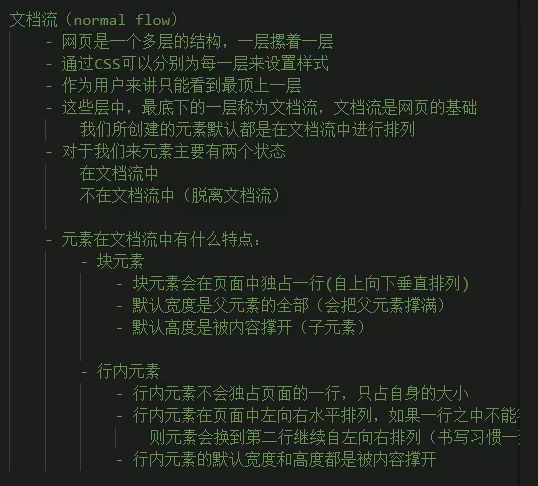 文档流（normal flow）
- 网页是一个多层的结构，一层摞着一层
- 通过CSS可以分别为每一层来设置样式
- 作为用户来讲只能看到最顶上一层
- 这些层中，最底下的一层称为文档流，文档流是网页的基础
我们所创建的元素默认都是在文档流中进行排列
- 对于我们来元素主要有两个状态
在文档流中
不在文档流中（脱离文档流）
- 元素在文档流中有什么特点：
- 块元素
- 块元素会在页面中独占一行(自上向下垂直排列)
- 默认宽度是父元素的全部（会把父元素撑满）
- 默认高度是被内容撑开（子元素）
- 行内元素
- 行内元素不会独占页面的一行，只占自身的大小
- 行内元素在页面中左向右水平排列，如果一行之中不能
则元素会换到第二行继续自左向右排列（书写习惯一
- 行内元素的默认宽度和高度都是被内容撑开